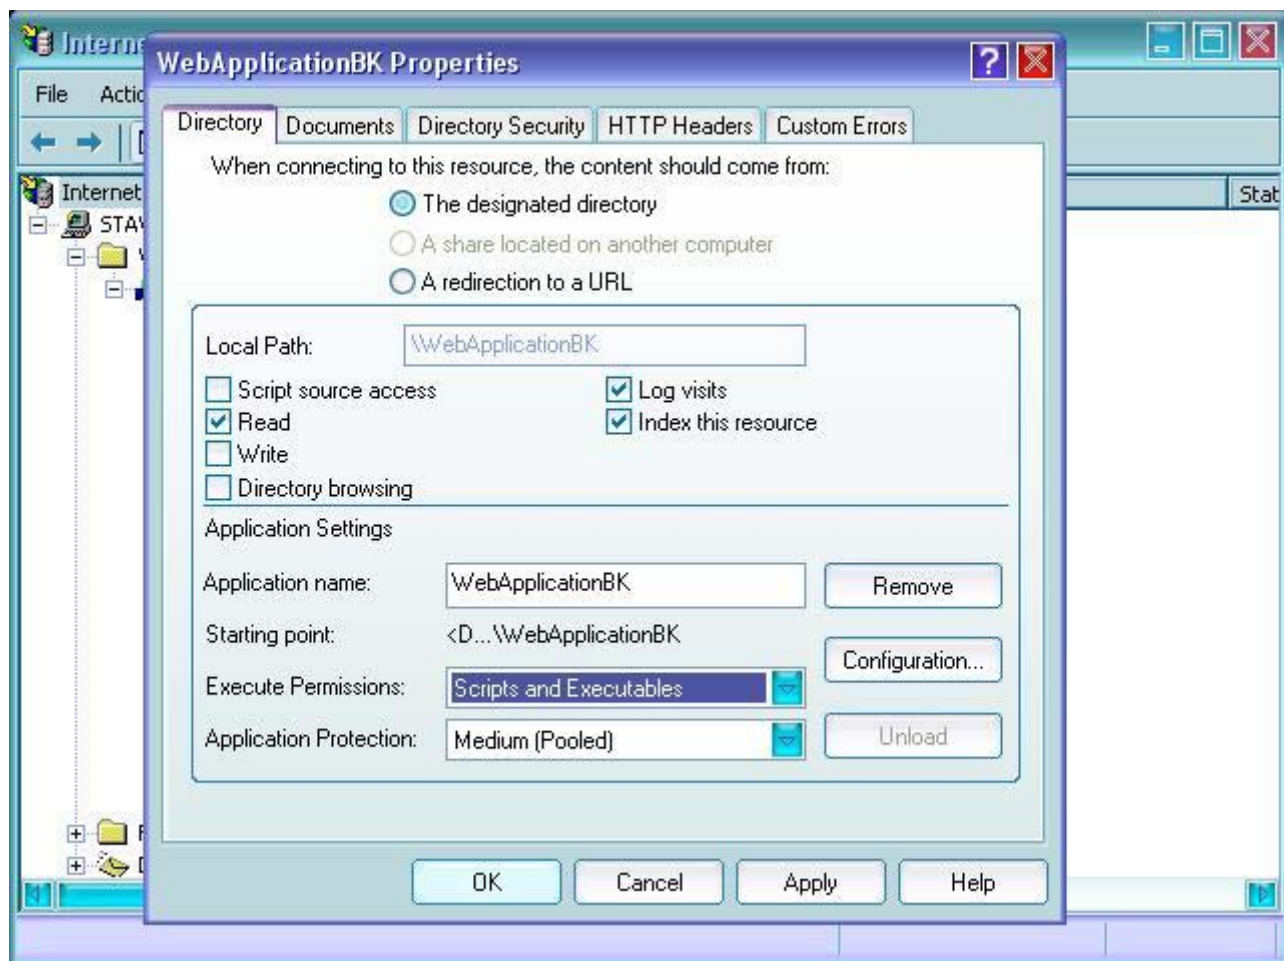 Interne
WebApplicationBK Properties
File Actio
Directory Documents Directory Security HTTP Headers Custom Errors
When connecting to this resource, the content should come from:
Internet
Stat
The designated directory
STAV
A share located on another computer
A redirection to a URL
Local Path: \WebApplicationBK
Script source access Log visits
Read Index this resource
Write
Directory browsing
Application Settings
Application name: WebApplicationBK Remove
Starting point: <D...\WebApplicationBK
Configuration...
Execute Permissions: Scripts and Executables
Application Protection: Medium (Pooled) Unload
OK Cancel Apply Help